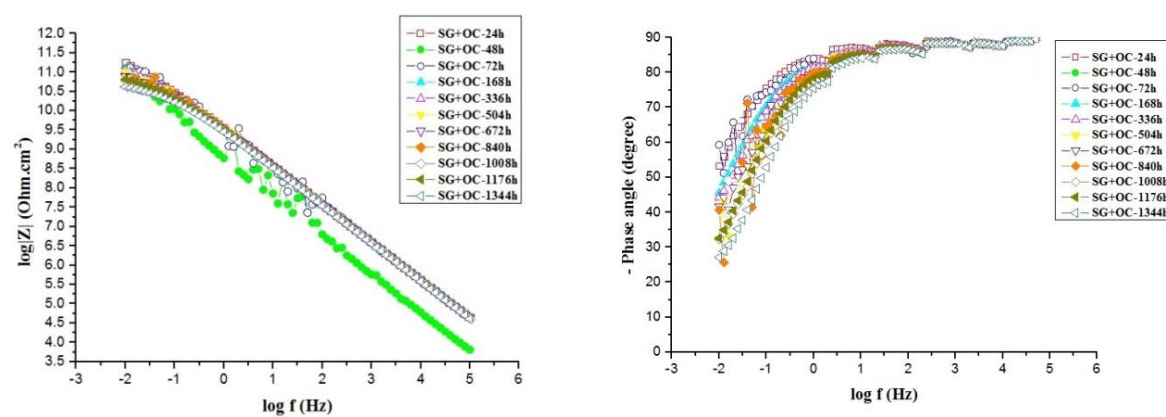 12.0
11.5
11.0
10.5
10.0
9.5
9.0
8.5
8.0
7.5
7.0
6.5
6.0
5.5
5.0
4.5
4.0
3.5
log|Z| (Ohm.cm²)
-3 -2 -1 0 1 2 3 4 5 6
log f (Hz)
SG+OC-24h
SG+OC-48h
SG+OC-72h
SG+OC-168h
SG+OC-336h
SG+OC-504h
SG+OC-672h
SG+OC-840h
SG+OC-1008h
SG+OC-1176h
SG+OC-1344h
90
80
70
60
50
40
30
20
10
0
- Phase angle (degree)
-3 -2 -1 0 1 2 3 4 5 6
log f (Hz)
SG+OC-24h
SG+OC-48h
SG+OC-72h
SG+OC-168h
SG+OC-336h
SG+OC-504h
SG+OC-672h
SG+OC-840h
SG+OC-1008h
SG+OC-1176h
SG+OC-1344h